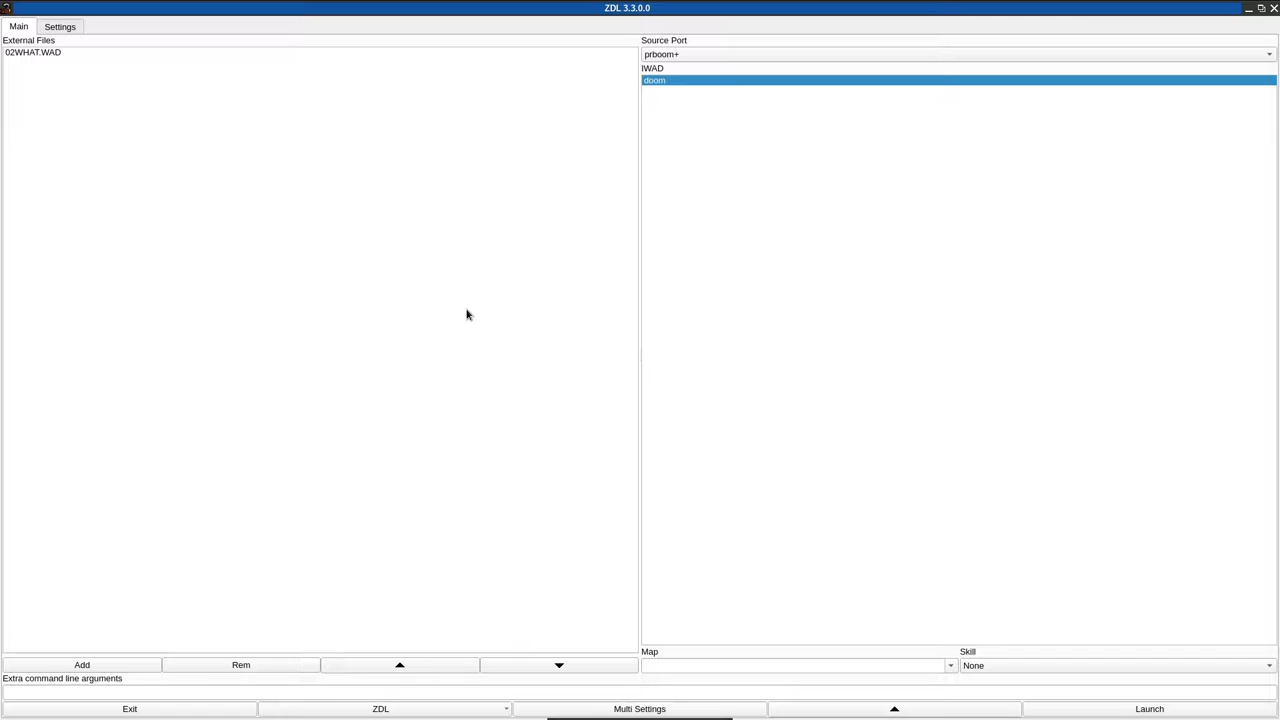 ZDL 3.3.0.0
Main Settings
External Files
02WHAT.WAD
Source Port
prboom+
IWAD
doom
Add Rem
Map Skill
None
Extra command line arguments
Exit ZDL Multi Settings Launch